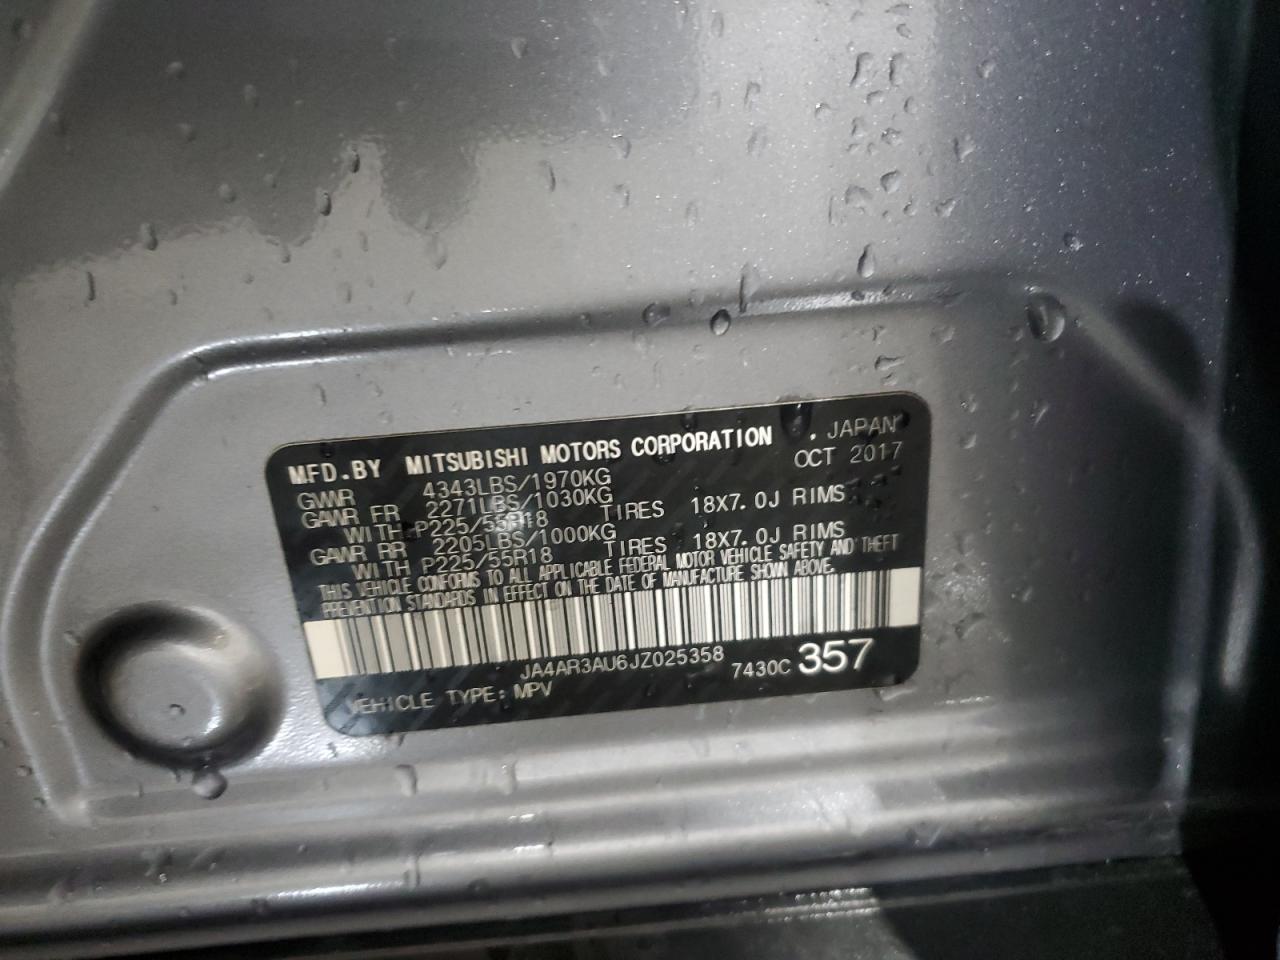 MFD.BY MITSUBISHI MOTORS CORPORATION . JAPAN
GVWR 4343LBS/1970KG OCT 2017
GAWR FR 2271LBS/1030KG
WITH P225/55R18 TIRES 18X7.0J RIMS
GAWR RR 2205LBS/1000KG
WITH P225/55R18 TIRES 18X7.0J RIMS
THIS VEHICLE CONFORMS TO ALL APPLICABLE FEDERAL MOTOR VEHICLE SAFETY AND THEFT
PREVENTION STANDARDS IN EFFECT ON THE DATE OF MANUFACTURE SHOWN ABOVE.
JA4AR3AU6JZ025358 7430C 357
VEHICLE TYPE: MPV